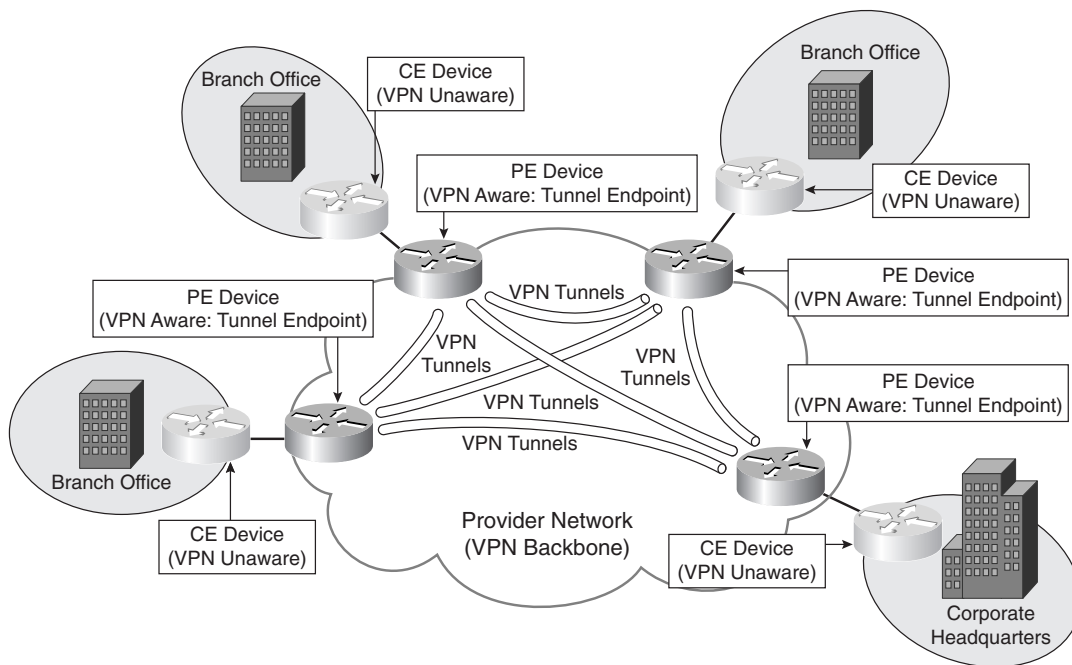 Branch Office
CE Device
(VPN Unaware)
Branch Office
PE Device
(VPN Aware: Tunnel Endpoint)
CE Device
(VPN Unaware)
PE Device
(VPN Aware: Tunnel Endpoint)
VPN Tunnels
PE Device
(VPN Aware: Tunnel Endpoint)
VPN
Tunnels
VPN
Tunnels
PE Device
(VPN Aware: Tunnel Endpoint)
VPN Tunnels
VPN Tunnels
Branch Office
CE Device
(VPN Unaware)
Provider Network
(VPN Backbone)
CE Device
(VPN Unaware)
Corporate
Headquarters